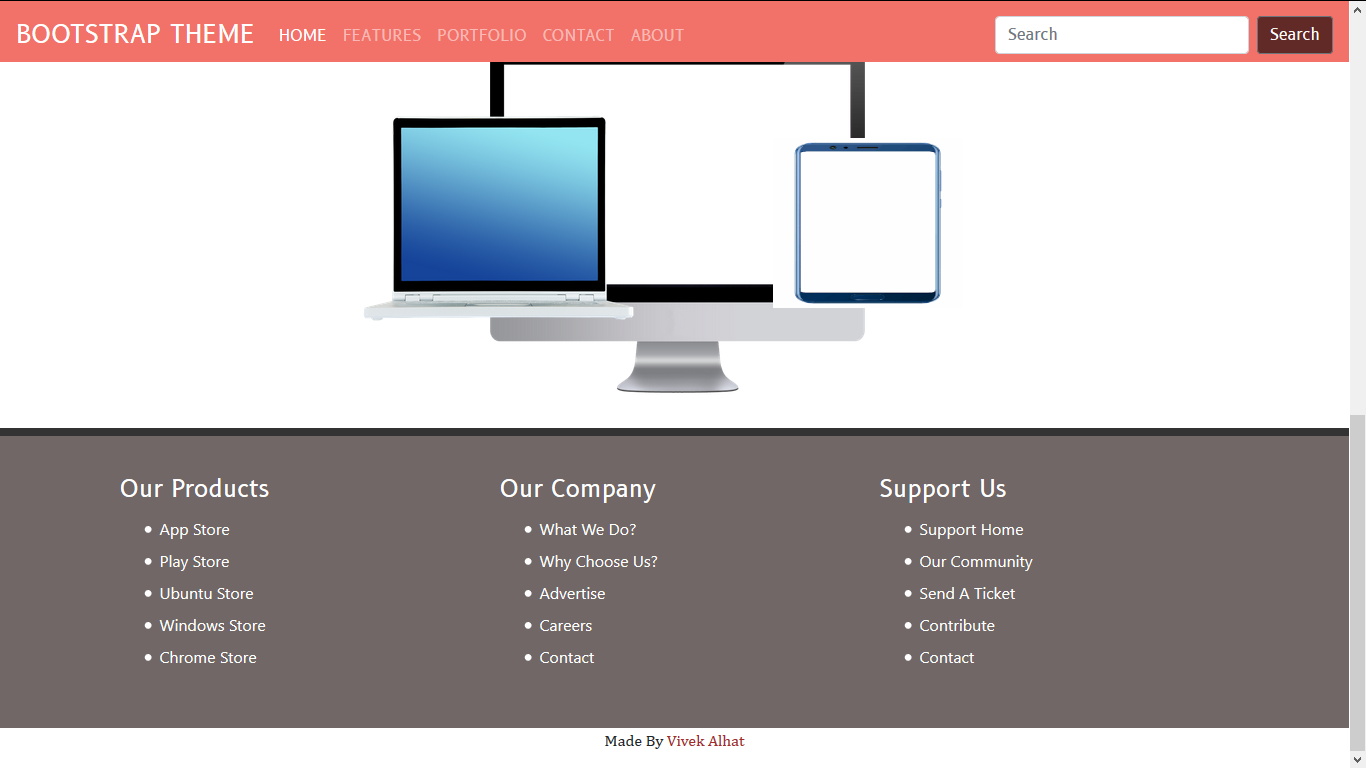 BOOTSTRAP THEME HOME FEATURES PORTFOLIO CONTACT ABOUT Search Search
Our Products
App Store
Play Store
Ubuntu Store
Windows Store
Chrome Store
Our Company
What We Do?
Why Choose Us?
Advertise
Careers
Contact
Support Us
Support Home
Our Community
Send A Ticket
Contribute
Contact
Made By Vivek Alhat